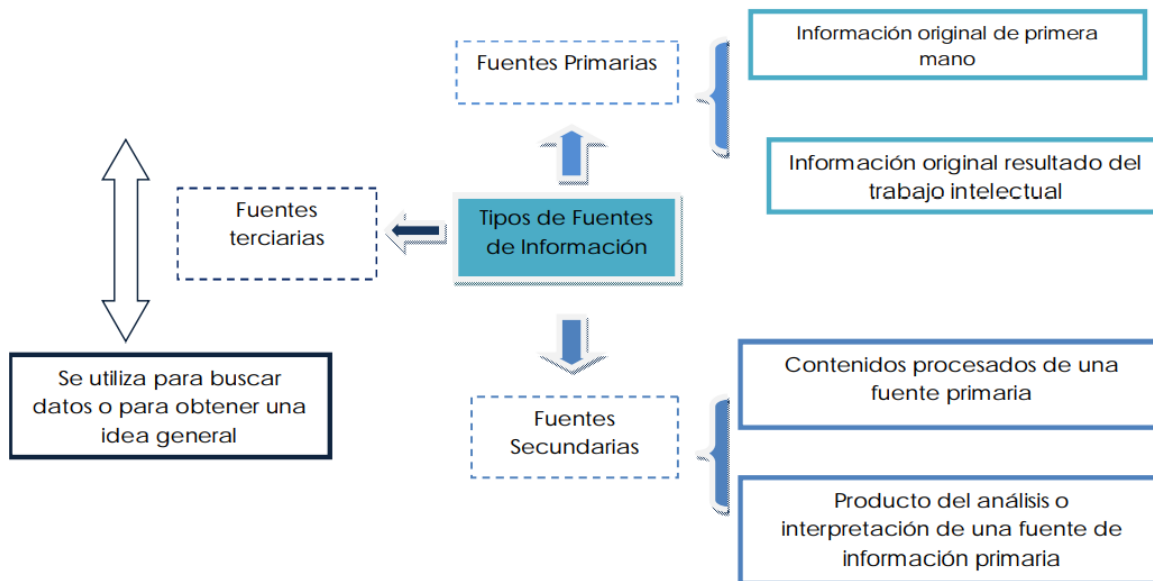 Fuentes Primarias
Información original de primera
mano
Información original resultado del
trabajo intelectual
Fuentes
terciarias
Tipos de Fuentes
de Información
Se utiliza para buscar
datos o para obtener una
idea general
Fuentes
Secundarias
Contenidos procesados de una
fuente primaria
Producto del análisis o
interpretación de una fuente de
información primaria